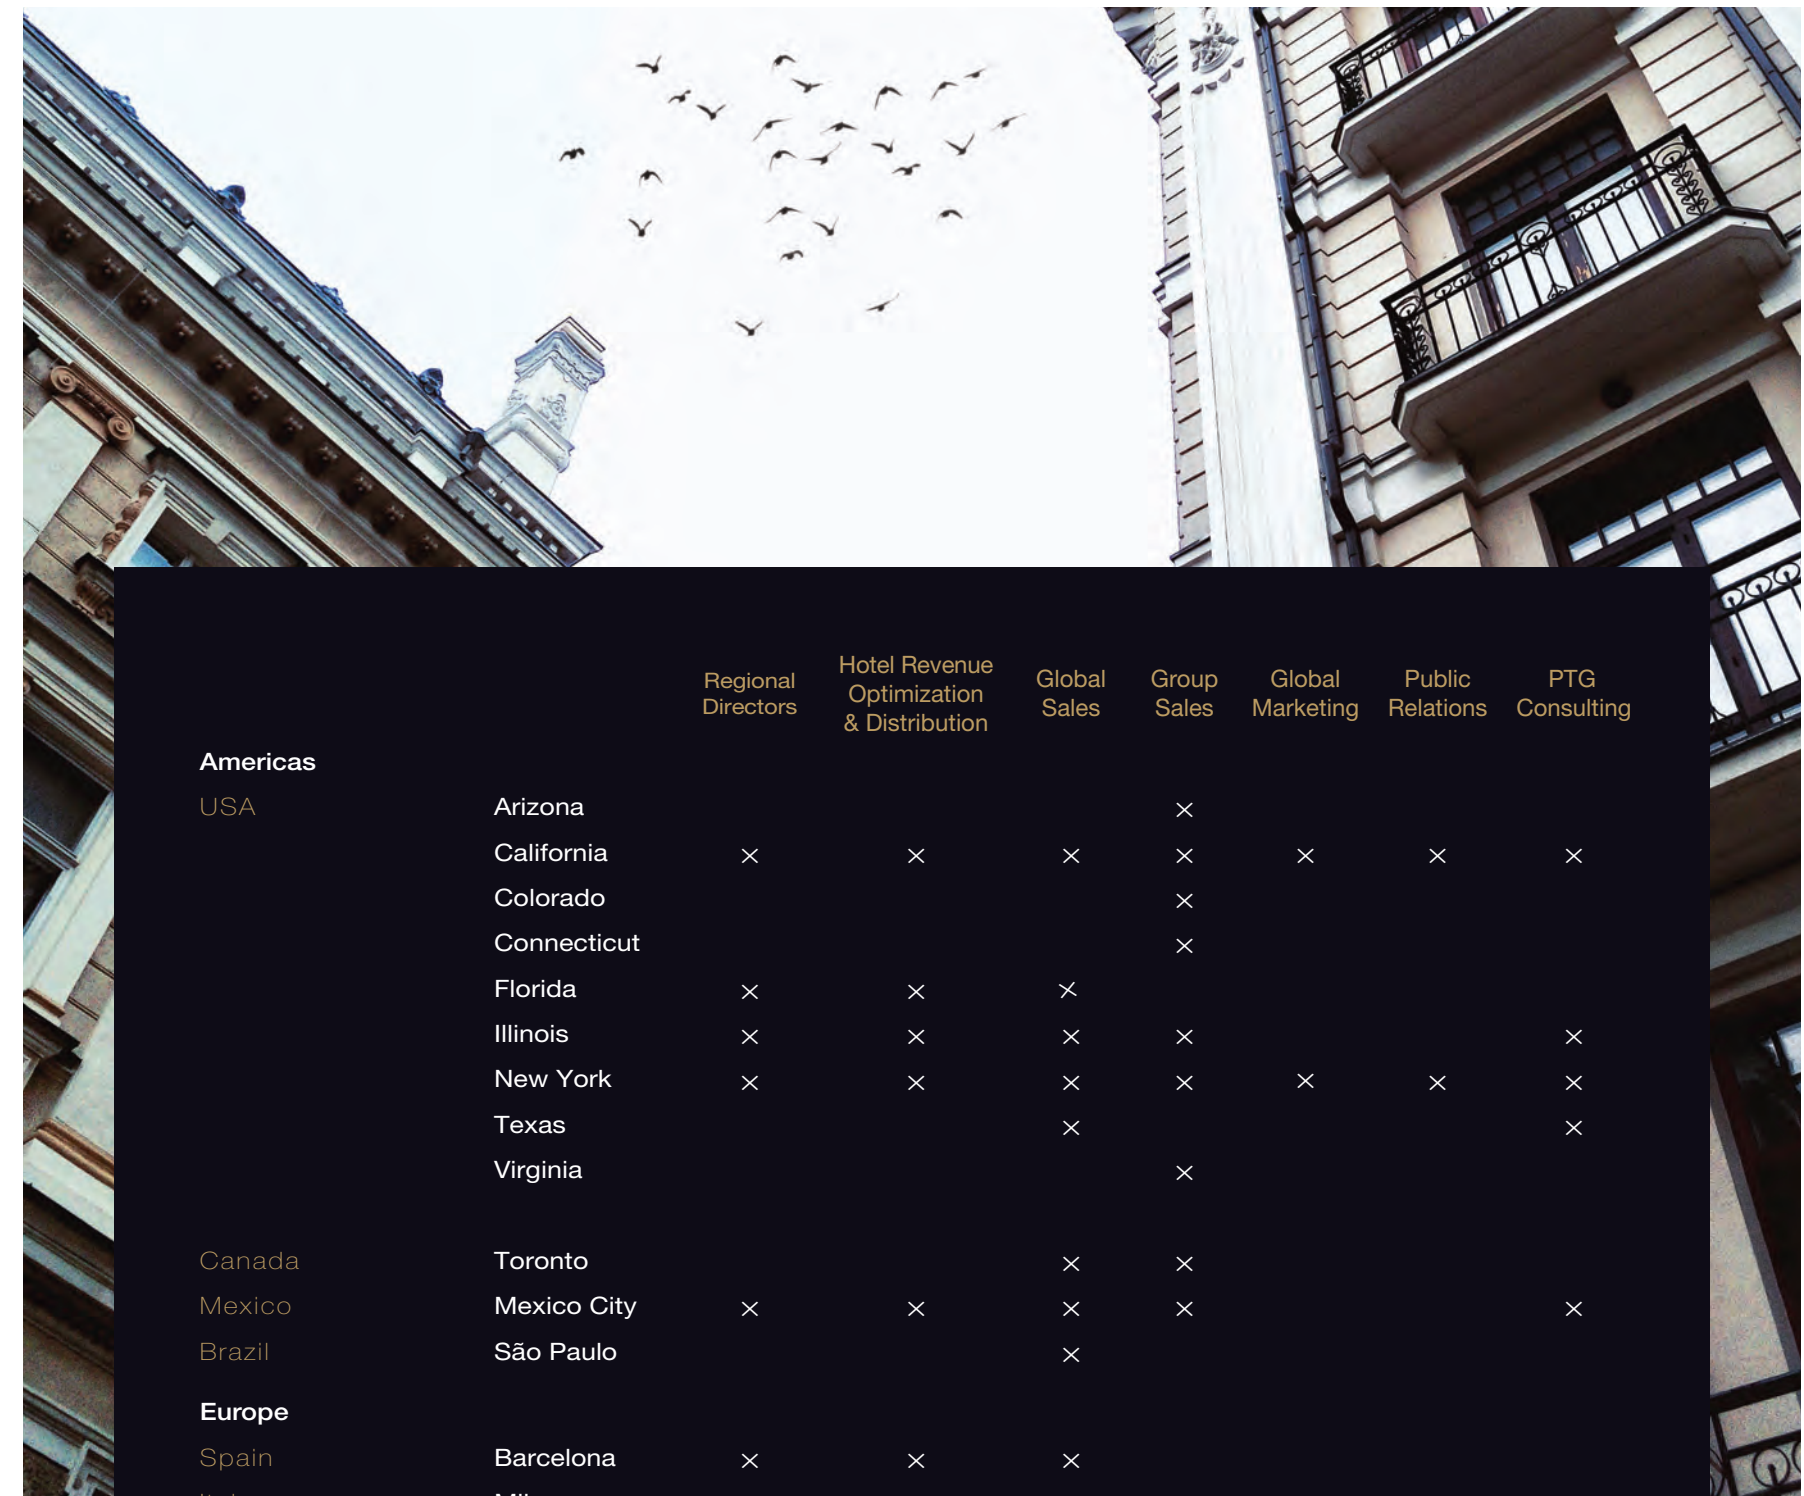 Regional Directors
Hotel Revenue Optimization & Distribution
Global Sales
Group Sales
Global Marketing
Public Relations
PTG Consulting
Americas
USA Arizona ×
California × × × × × × ×
Colorado ×
Connecticut ×
Florida × × ×
Illinois × × × × ×
New York × × × × × × ×
Texas × ×
Virginia ×
Canada Toronto × ×
Mexico Mexico City × × × × ×
Brazil São Paulo ×
Europe
Spain Barcelona × × ×